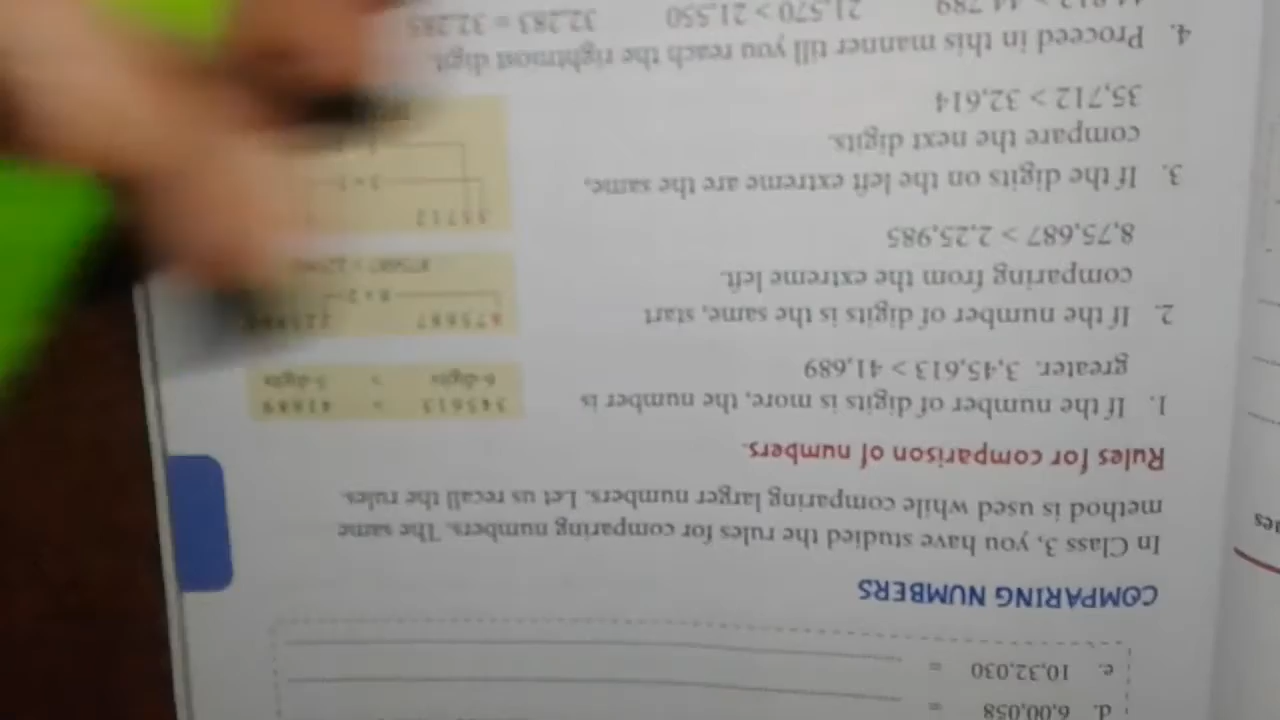 d. 6,00,058 =
e. 10,32,030 =
COMPARING NUMBERS
In Class 3, you have studied the rules for comparing numbers. The same
method is used while comparing larger numbers. Let us recall the rules.
Rules for comparison of numbers.
1. If the number of digits is more, the number is
greater. 3,45,613 > 41,689
345613 > 41689
6-digits > 5-digits
2. If the number of digits is the same, start
comparing from the extreme left.
8,75,687 > 2,25,985
875687
8 > 2
3. If the digits on the left extreme are the same,
compare the next digits.
35,712 > 32,614
35712
4. Proceed in this manner till you reach the rightmost digit.
21,570 > 21,550 32,283 = 32,283